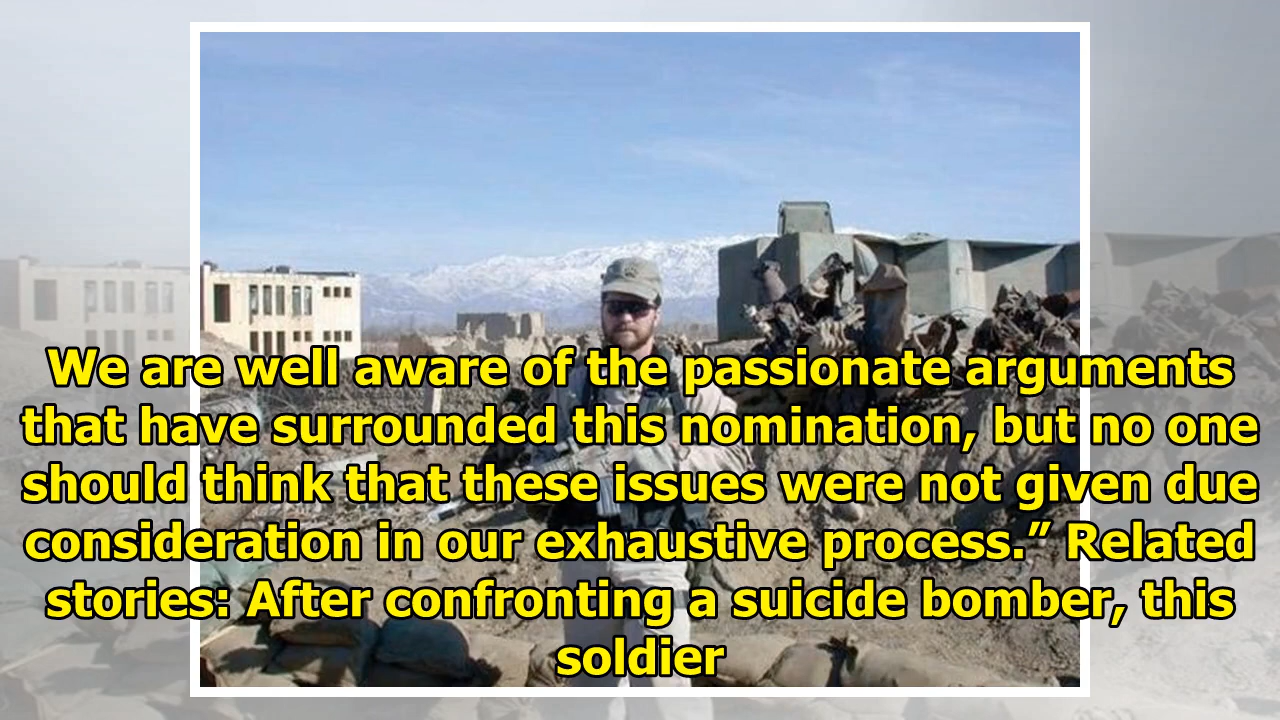 We are well aware of the passionate arguments
that have surrounded this nomination, but no one
should think that these issues were not given due
consideration in our exhaustive process.” Related
stories: After confronting a suicide bomber, this
soldier